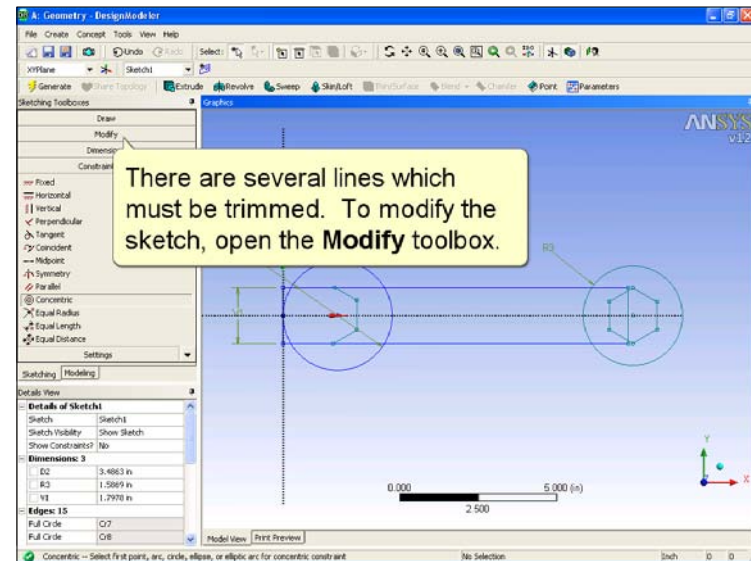 A: Geometry - DesignModeler
File Create Concept Tools View Help
Undo Redo Select:
XYPlane Sketch1
Generate Share Topology Extrude Revolve Sweep Skin/Loft Thin/Surface Blend Chamfer Point Parameters
Sketching Toolboxes
Graphics
Draw
Modify
Dimensio
Constrain
Fixed
Horizontal
Vertical
Perpendicular
Tangent
Coincident
Midpoint
Symmetry
Parallel
Concentric
Equal Radius
Equal Length
Equal Distance
Settings
Sketching Modeling
There are several lines which
must be trimmed. To modify the
sketch, open the Modify toolbox.
ANSYS
v12
R3
V1
Details View
Details of Sketch1
Sketch Sketch1
Sketch Visibility Show Sketch
Show Constraints? No
Dimensions: 3
D2 3.4863 in
R3 1.5869 in
V1 1.7978 in
Edges: 15
Full Circle Cr7
Full Circle Cr8
0.000 5.000 (in)
2.500
Y
X
Z
Model View Print Preview
Concentric -- Select first point, arc, circle, ellipse, or elliptic arc for concentric constraint No Selection Inch 0 0